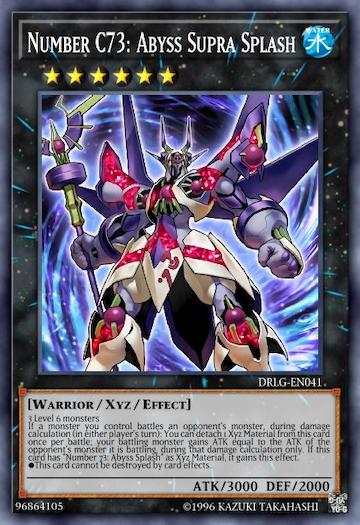 NUMBER C73: ABYSS SUPRA SPLASH
WATER
水
73
DRLG-EN041
[WARRIOR / XYZ / EFFECT]
3 Level 6 monsters
If a monster you control battles an opponent's monster, during damage
calculation (in either player's turn): You can detach 1 Xyz Material from this card
once per battle; your battling monster gains ATK equal to the ATK of the
opponent's monster it is battling, during that damage calculation only. If this
card has "Number 73: Abyss Splash" as Xyz Material, it gains this effect.
●This card cannot be destroyed by card effects.
ATK/3000 DEF/2000
96864105
©1996 KAZUKI TAKAHASHI